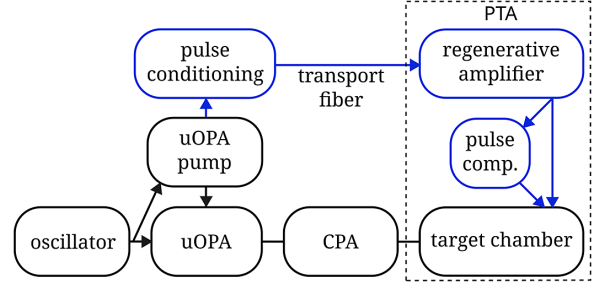 PTA
pulse
conditioning
transport
fiber
regenerative
amplifier
uOPA
pump
pulse
comp.
oscillator
uOPA
CPA
target chamber